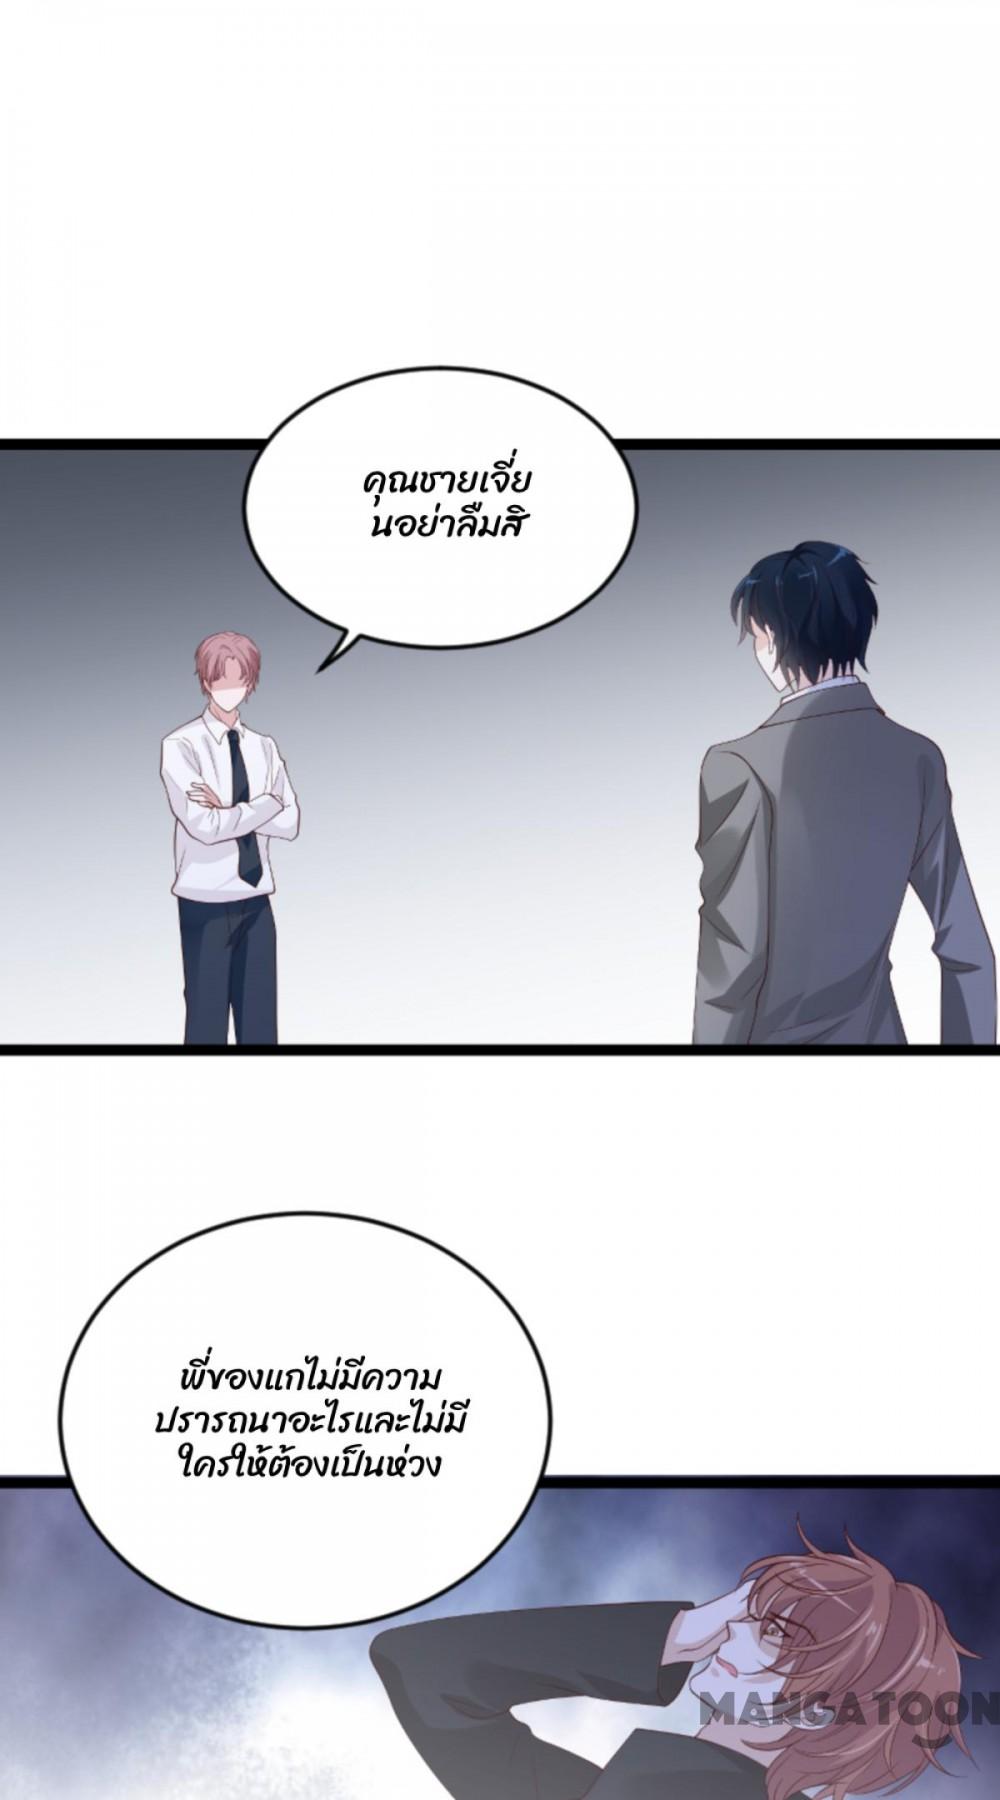 คุณชายเจี่ย
นอย่าลืมสิ
พี่ของแกไม่มีความ
ปรารถนาอะไรและไม่มี
ใครให้ต้องเป็นห่วง
MANGATOON